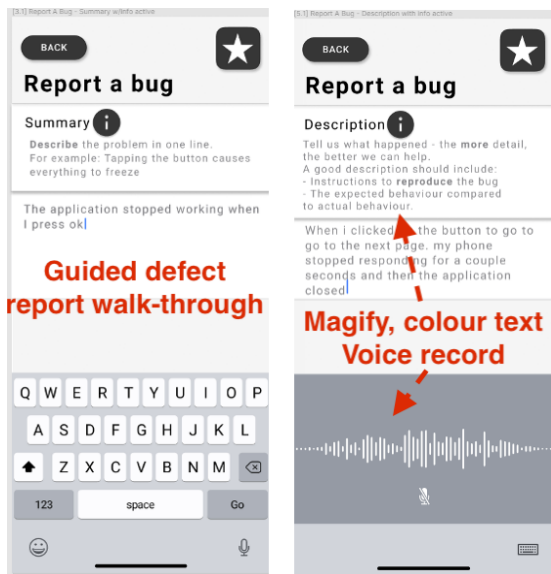 [3.1] Report A Bug - Summary w/info active
BACK
Report a bug
Summary i
Describe the problem in one line.
For example: Tapping the button causes
everything to freeze
The application stopped working when
I press ok
Guided defect
report walk-through
Q W E R T Y U I O P
A S D F G H J K L
Z X C V B N M
123 space Go
[5.1] Report A Bug - Description with info active
BACK
Report a bug
Description i
Tell us what happened - the more detail,
the better we can help.
A good description should include:
- Instructions to reproduce the bug
- The expected behaviour compared
to actual behaviour.
When i clicked the button to go to
go to the next page. my phone
stopped responding for a couple
seconds and then the application
closed
Magify, colour text
Voice record